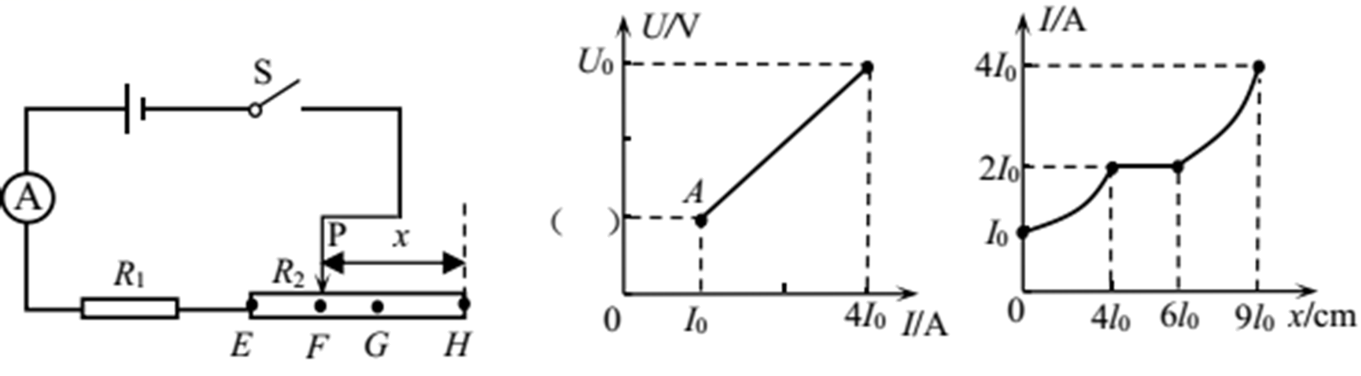 S
A
P
x
R1
R2
E F G H
U/V
U0
A
( )
0 I0 4I0 I/A
I/A
4I0
2I0
I0
0 4l0 6l0 9l0 x/cm